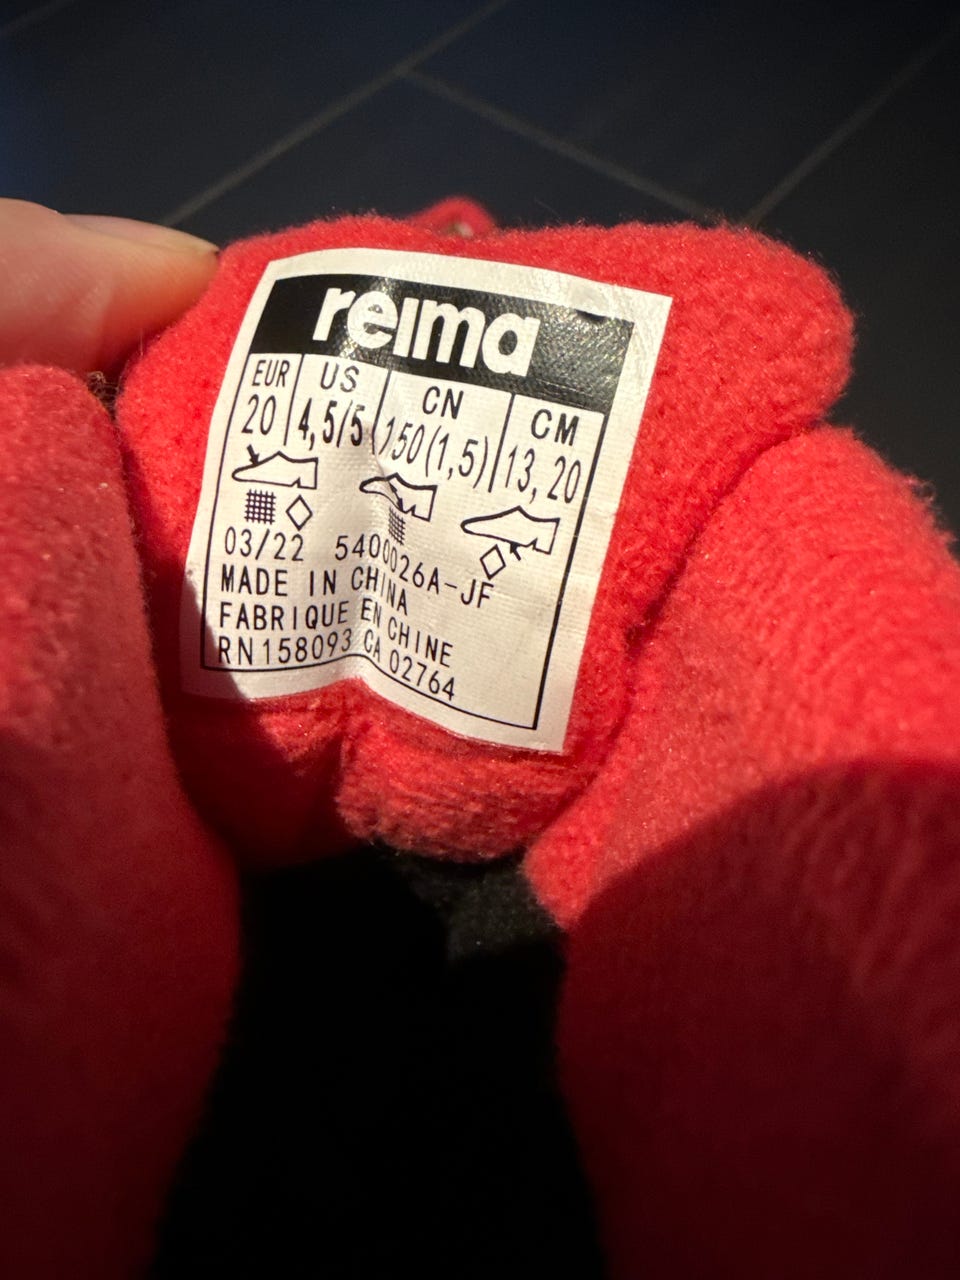 reima
EUR US CN CM
20 4,5/5 150(1,5) 13,20
03/22 5400026A-JF
MADE IN CHINA
FABRIQUE EN CHINE
RN158093 CA 02764